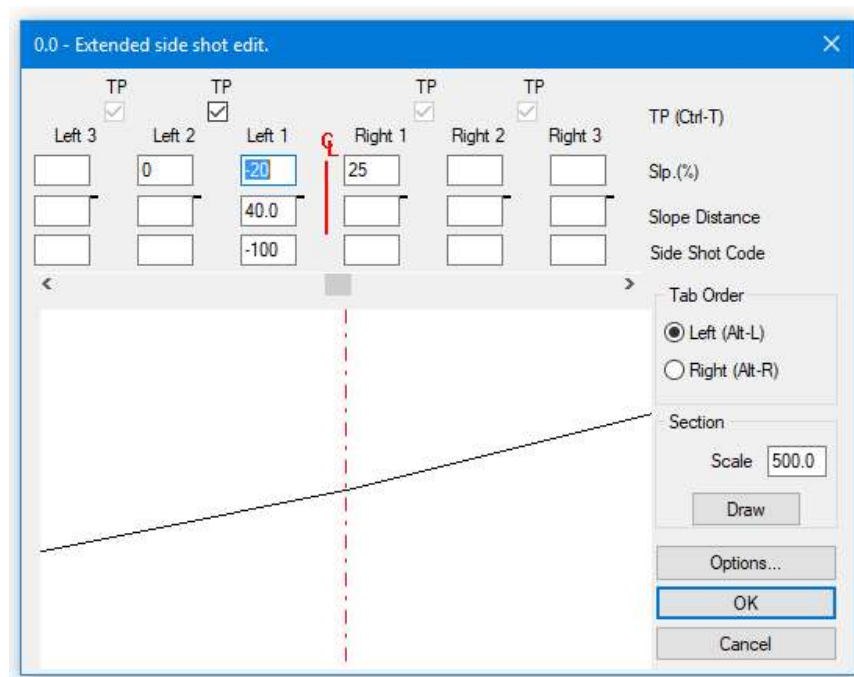 0.0 - Extended side shot edit.
TP TP TP TP
TP (Ctrl-T)
Left 3 Left 2 Left 1 CL Right 1 Right 2 Right 3
0 -20 25 Slp.(%)
40.0 Slope Distance
-100 Side Shot Code
Tab Order
Left (Alt-L)
Right (Alt-R)
Section
Scale 500.0
Draw
Options...
OK
Cancel